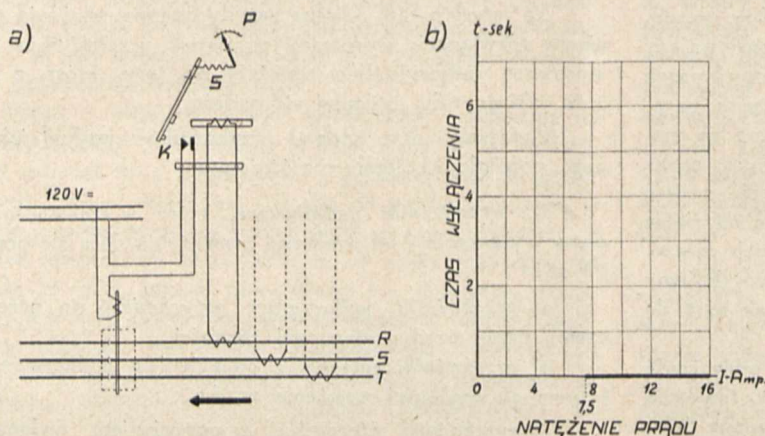 a)
P
S
K
120 V =
R
S
T
b)
t-sek
CZAS WYŁĄCZENIA
6
4
2
0 4 8 12 16
7,5
I-Amp.
NATĘŻENIE PRĄDU